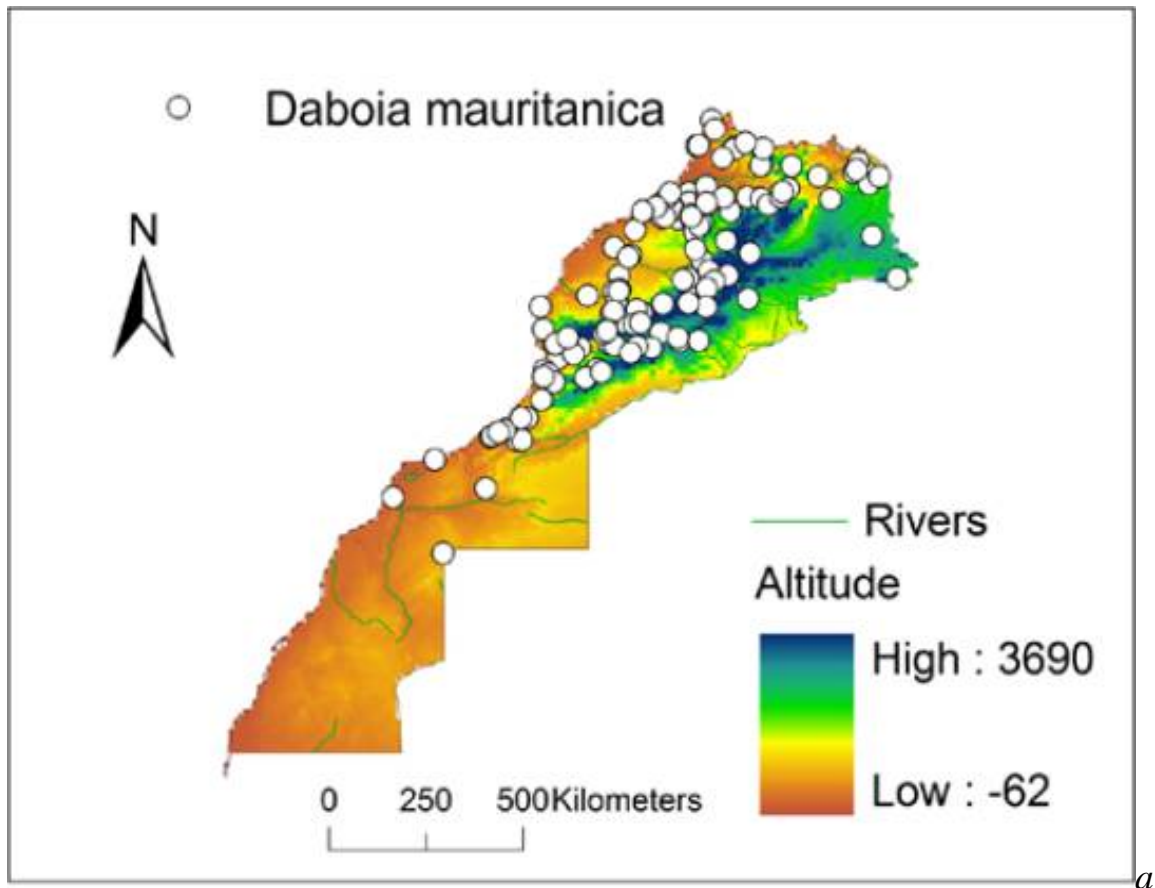 Daboia mauritanica
N
Rivers
Altitude
High : 3690
Low : -62
0 250 500Kilometers
a